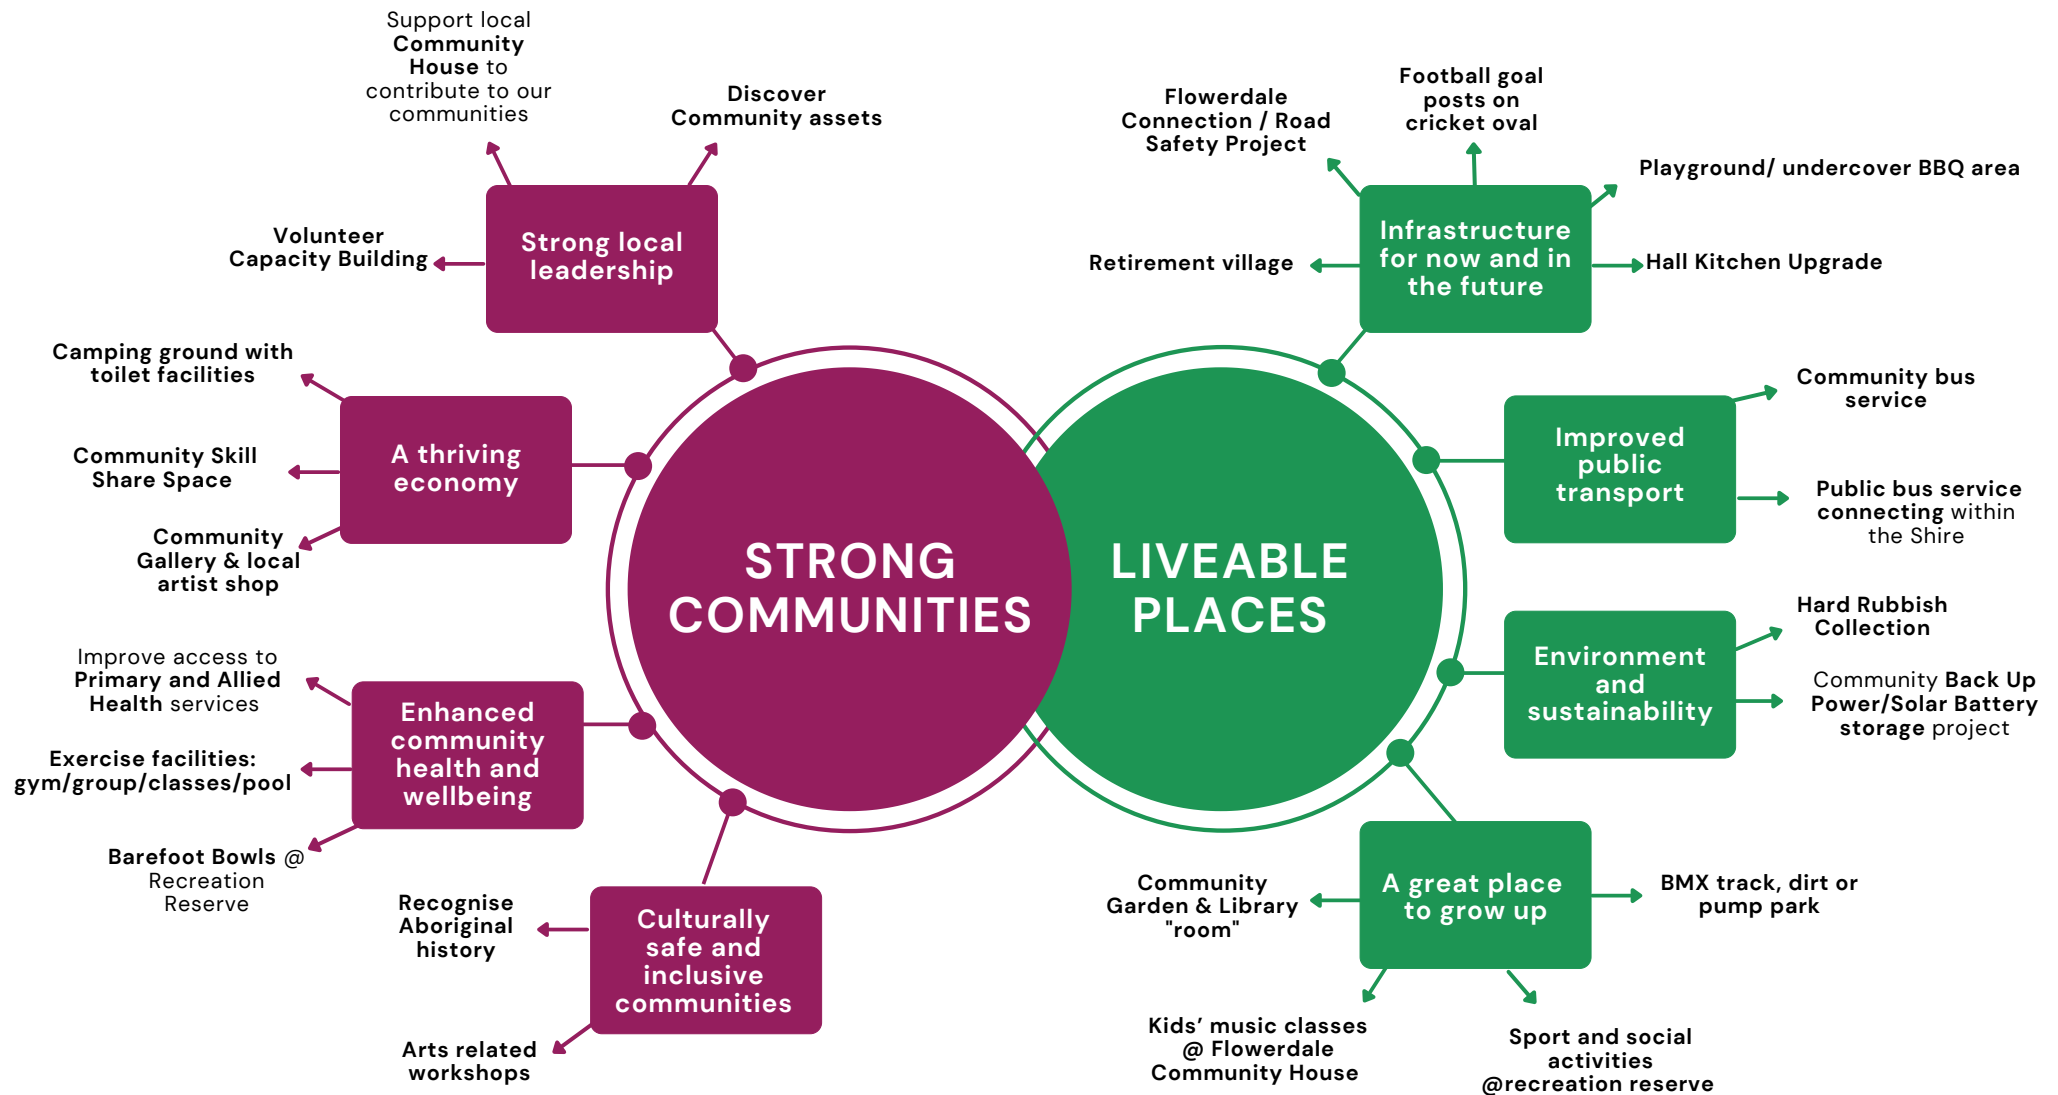 Support local
Community
House to
contribute to our
communities
Discover
Community assets
Volunteer
Capacity Building
Strong local
leadership
Camping ground with
toilet facilities
Community Skill
Share Space
Community
Gallery & local
artist shop
A thriving
economy
Improve access to
Primary and Allied
Health services
Exercise facilities:
gym/group/classes/pool
Barefoot Bowls @
Recreation
Reserve
Enhanced
community
health and
wellbeing
Recognise
Aboriginal
history
Arts related
workshops
Culturally
safe and
inclusive
communities
STRONG
COMMUNITIES
LIVEABLE
PLACES
Flowerdale
Connection / Road
Safety Project
Football goal
posts on
cricket oval
Playground/ undercover BBQ area
Retirement village
Infrastructure
for now and in
the future
Hall Kitchen Upgrade
Improved
public
transport
Community bus
service
Public bus service
connecting within
the Shire
Environment
and
sustainability
Hard Rubbish
Collection
Community Back Up
Power/Solar Battery
storage project
A great place
to grow up
Community
Garden & Library
"room"
BMX track, dirt or
pump park
Kids’ music classes
@ Flowerdale
Community House
Sport and social
activities
@recreation reserve